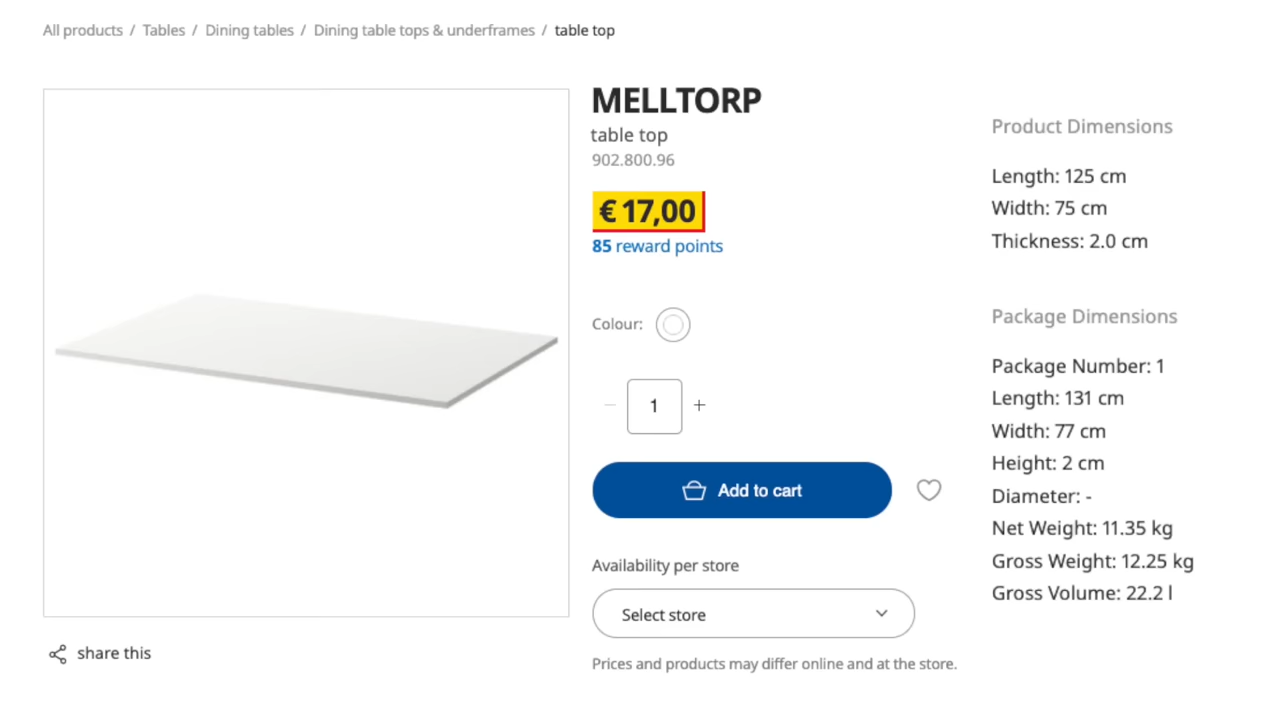 All products / Tables / Dining tables / Dining table tops & underframes / table top
MELLTORP
table top
902.800.96
€ 17,00
85 reward points
Colour:
− 1 +
Add to cart
Availability per store
Select store
Prices and products may differ online and at the store.
share this
Product Dimensions
Length: 125 cm
Width: 75 cm
Thickness: 2.0 cm
Package Dimensions
Package Number: 1
Length: 131 cm
Width: 77 cm
Height: 2 cm
Diameter: -
Net Weight: 11.35 kg
Gross Weight: 12.25 kg
Gross Volume: 22.2 l